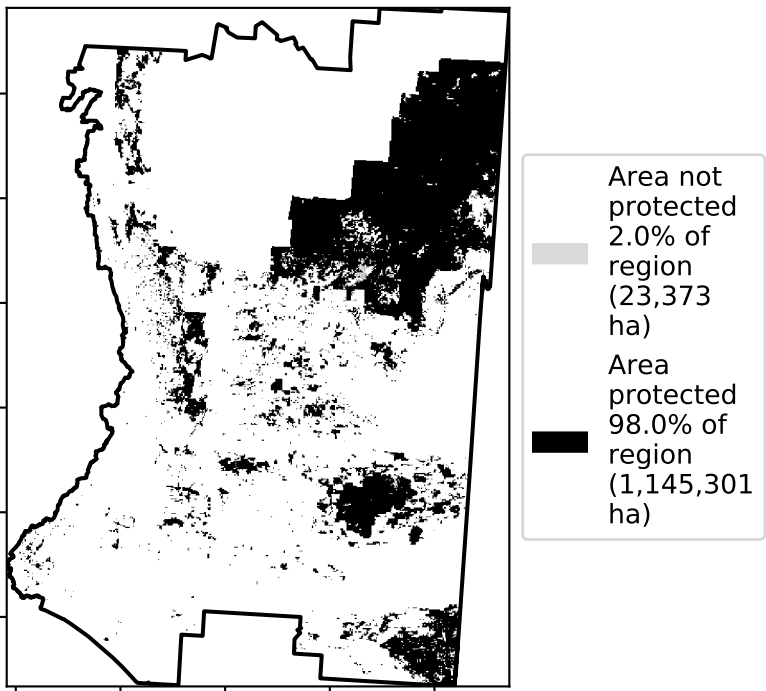 Area not
protected
2.0% of
region
(23,373
ha)
Area
protected
98.0% of
region
(1,145,301
ha)